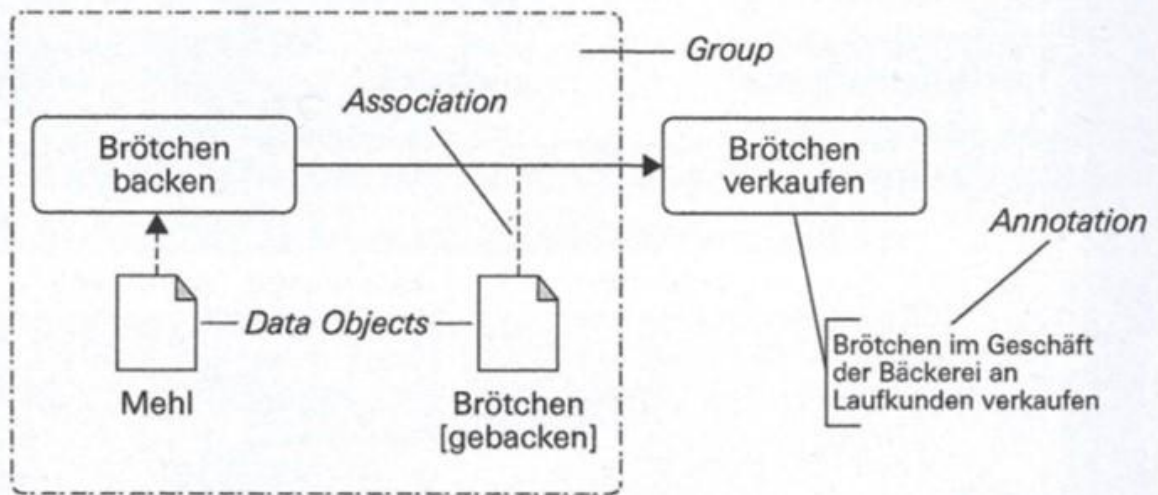 Group
Association
Brötchen
backen
Brötchen
verkaufen
Annotation
Data Objects
Mehl
Brötchen
[gebacken]
Brötchen im Geschäft
der Bäckerei an
Laufkunden verkaufen